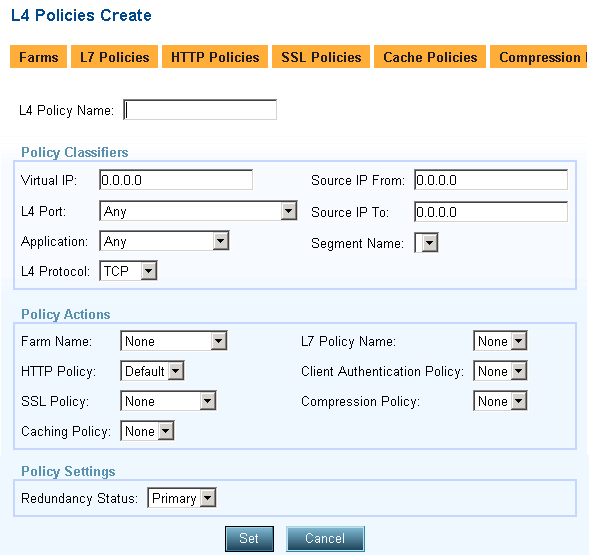 L4 Policies Create
Farms L7 Policies HTTP Policies SSL Policies Cache Policies Compression
L4 Policy Name:
Policy Classifiers
Virtual IP: 0.0.0.0 Source IP From: 0.0.0.0
L4 Port: Any Source IP To: 0.0.0.0
Application: Any Segment Name:
L4 Protocol: TCP
Policy Actions
Farm Name: None L7 Policy Name: None
HTTP Policy: Default Client Authentication Policy: None
SSL Policy: None Compression Policy: None
Caching Policy: None
Policy Settings
Redundancy Status: Primary
Set Cancel